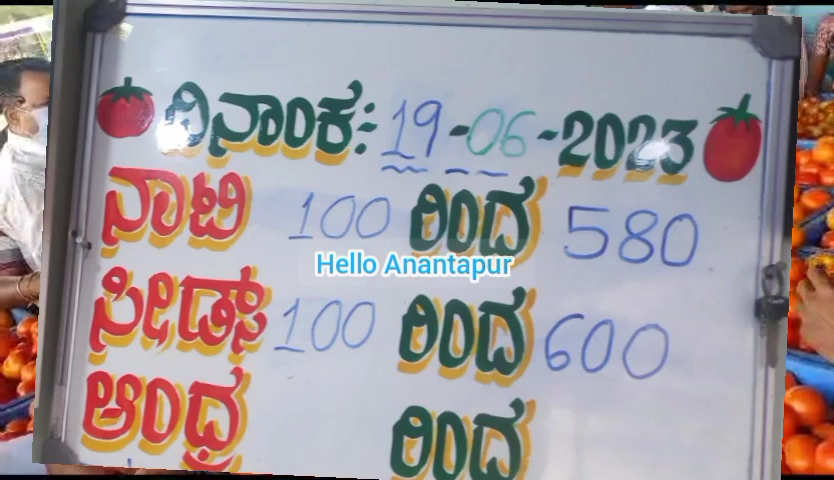 ದಿನಾಂಕ: 19-06-2023
ನಾಟಿ 100 ರಿಂದ 580
Hello Anantapur
ಸೀಡ್ಸ್ 100 ರಿಂದ 600
ಆಂಧ್ರ ರಿಂದ